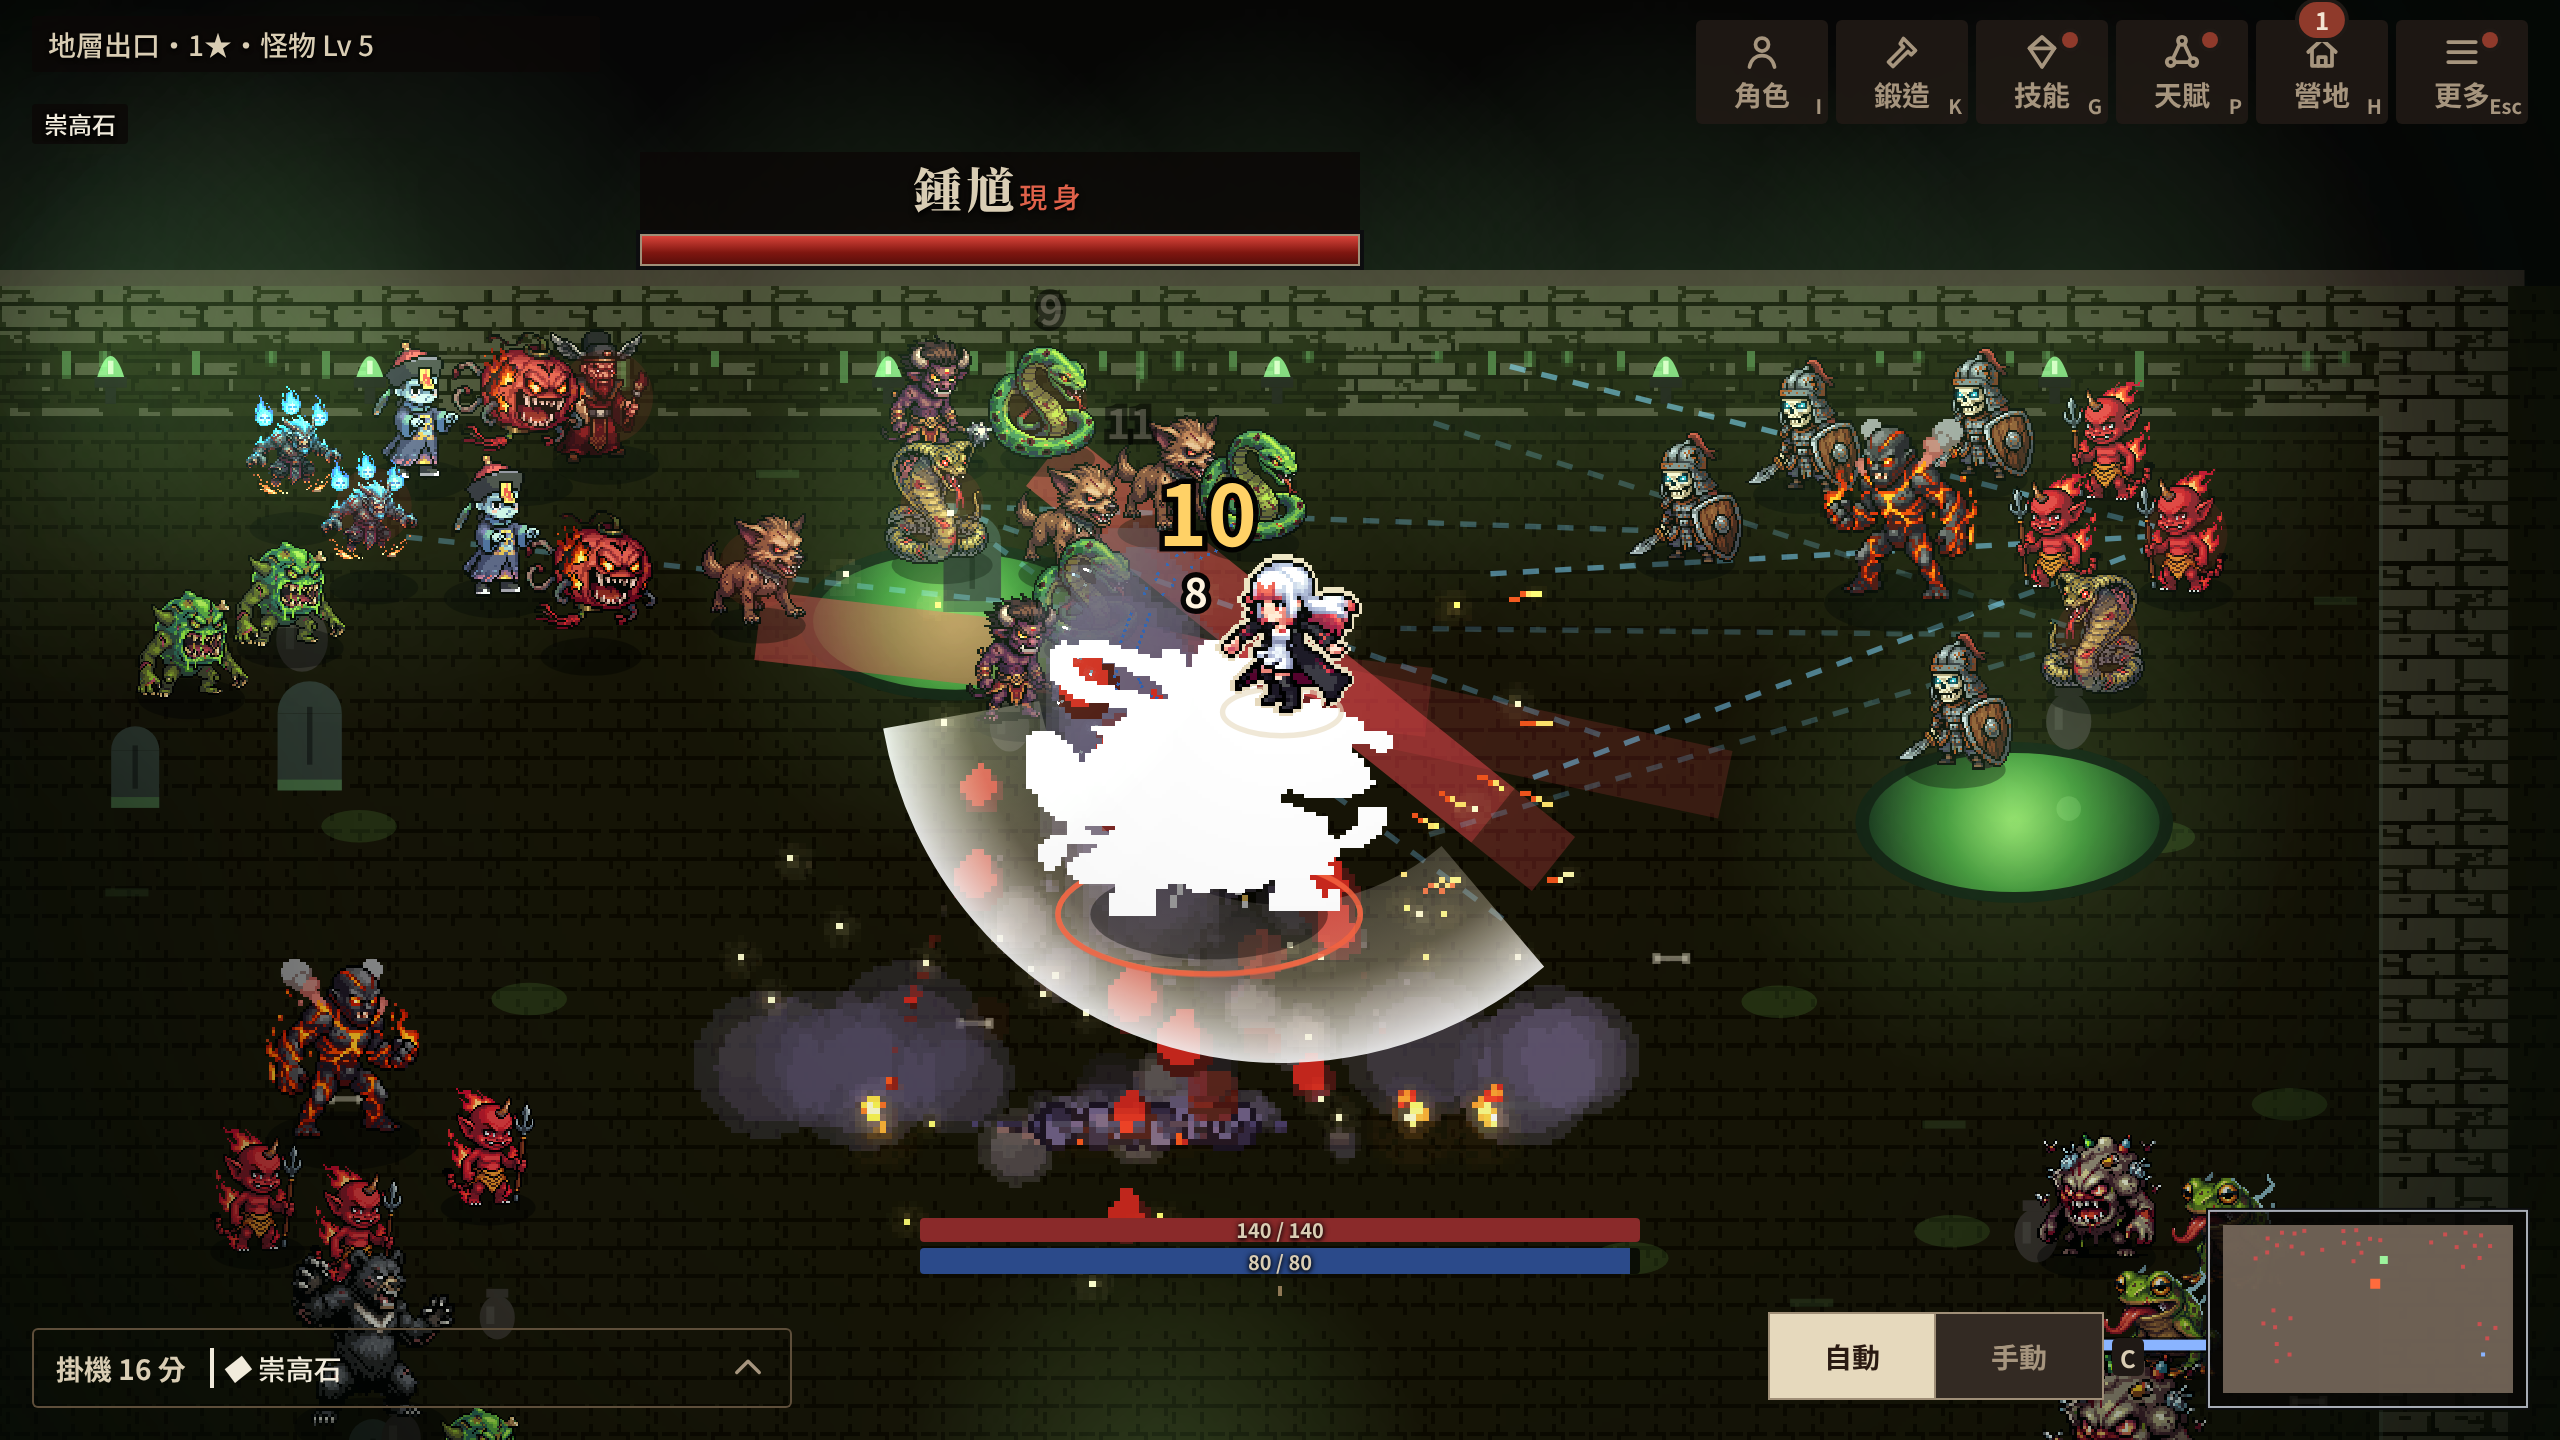 地層出口・1★・怪物 Lv 5
崇高石
角色 I
鍛造 K
技能 G
天賦 P
1
營地 H
更多 Esc
鍾馗 現身
9
11
10
8
140 / 140
80 / 80
掛機 16 分
崇高石
自動
手動
C